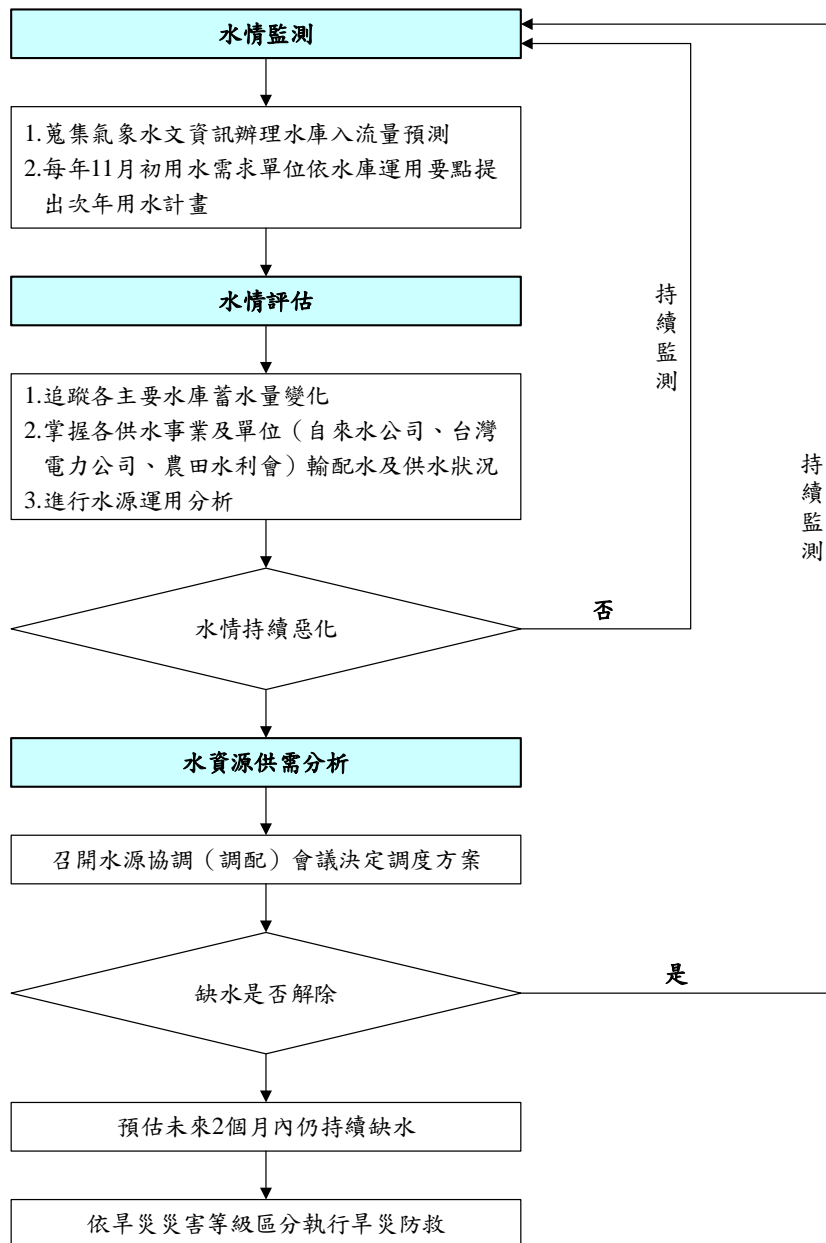 水情監測
1.蒐集氣象水文資訊辦理水庫入流量預測
2.每年11月初用水需求單位依水庫運用要點提
出次年用水計畫
水情評估
持續監測
1.追蹤各主要水庫蓄水量變化
2.掌握各供水事業及單位（自來水公司、台灣
電力公司、農田水利會）輸配水及供水狀況
3.進行水源運用分析
持續監測
水情持續惡化
否
水資源供需分析
召開水源協調（調配）會議決定調度方案
缺水是否解除
是
預估未來2個月內仍持續缺水
依旱災災害等級區分執行旱災防救